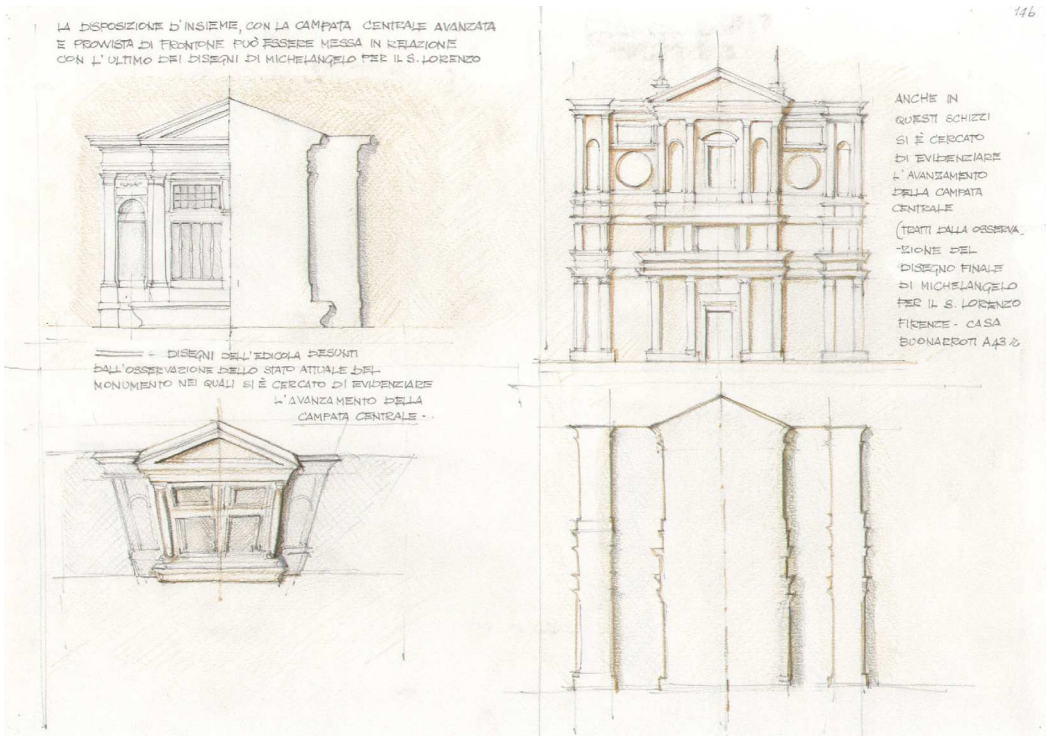 LA DISPOSIZIONE D'INSIEME, CON LA CAMPATA CENTRALE AVANZATA
E PROVVISTA DI FRONTONE PUÒ ESSERE MESSA IN RELAZIONE
CON L'ULTIMO DEI DISEGNI DI MICHELANGELO PER IL S. LORENZO
146
ANCHE IN
QUESTI SCHIZZI
SI È CERCATO
DI EVIDENZIARE
L'AVANZAMENTO
DELLA CAMPATA
CENTRALE
(TRATTI DALLA OSSERVA_
-ZIONE DEL
DISEGNO FINALE
DI MICHELANGELO
PER IL S. LORENZO
FIRENZE - CASA
BUONARROTI A43
- DISEGNI DELL'EDICOLA DESUNTI
DALL'OSSERVAZIONE DELLO STATO ATTUALE DEL
MONUMENTO NEI QUALI SI È CERCATO DI EVIDENZIARE
L'AVANZAMENTO DELLA
CAMPATA CENTRALE -